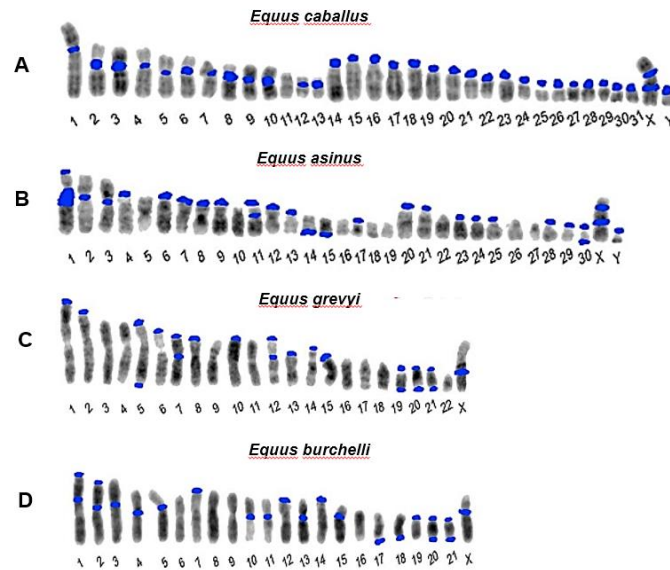 Equus caballus
A
1 2 3 4 5 6 7 8 9 10 11 12 13 14 15 16 17 18 19 20 21 22 23 24 25 26 27 28 29 30 31 X Y
Equus asinus
B
1 2 3 4 5 6 7 8 9 10 11 12 13 14 15 16 17 18 19 20 21 22 23 24 25 26 27 28 29 30 X Y
Equus grevyi
C
1 2 3 4 5 6 7 8 9 10 11 12 13 14 15 16 17 18 19 20 21 22 X
Equus burchelli
D
1 2 3 4 5 6 7 8 9 10 11 12 13 14 15 16 17 18 19 20 21 X